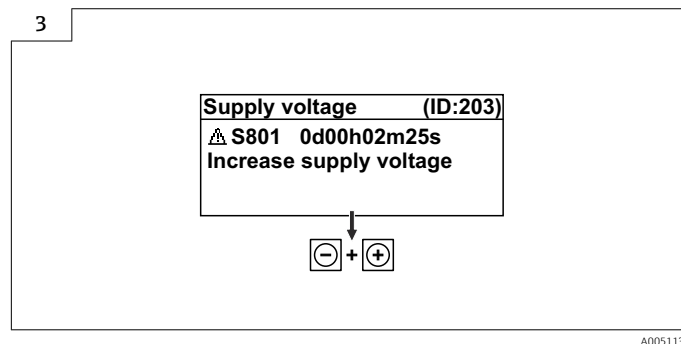 3
Supply voltage (ID:203)
⚠ S801 0d00h02m25s
Increase supply voltage
- + +